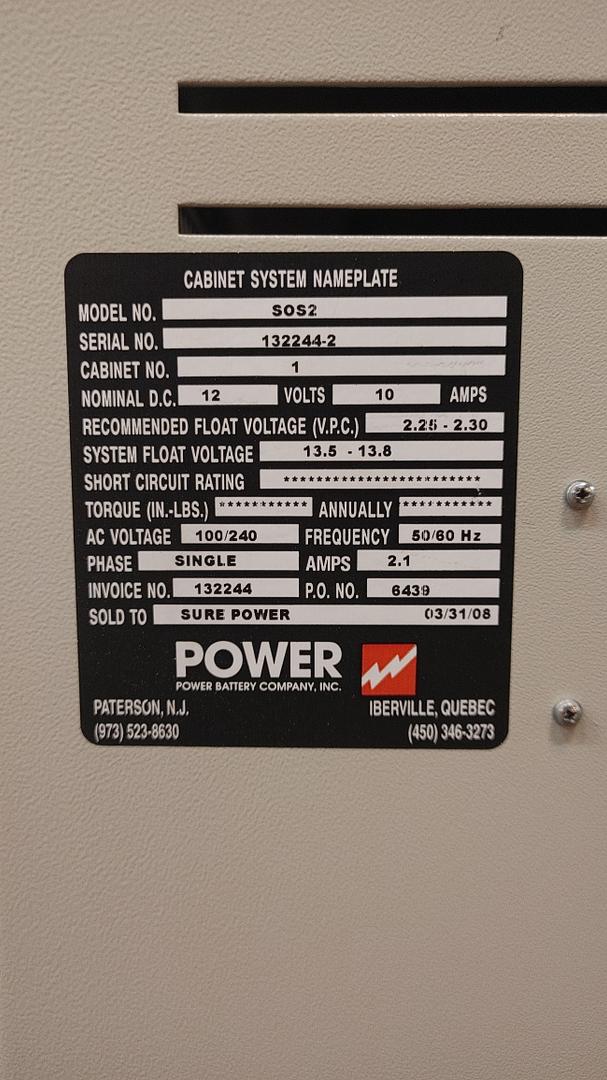 CABINET SYSTEM NAMEPLATE
MODEL NO. SOS2
SERIAL NO. 132244-2
CABINET NO. 1
NOMINAL D.C. 12 VOLTS 10 AMPS
RECOMMENDED FLOAT VOLTAGE (V.P.C.) 2.25 - 2.30
SYSTEM FLOAT VOLTAGE 13.5 - 13.8
SHORT CIRCUIT RATING ************************
TORQUE (IN.-LBS.) *********** ANNUALLY ***********
AC VOLTAGE 100/240 FREQUENCY 50/60 Hz
PHASE SINGLE AMPS 2.1
INVOICE NO. 132244 P.O. NO. 6439
SOLD TO SURE POWER 03/31/08
POWER
POWER BATTERY COMPANY, INC.
PATERSON, N.J. IBERVILLE, QUEBEC
(973) 523-8630 (450) 346-3273